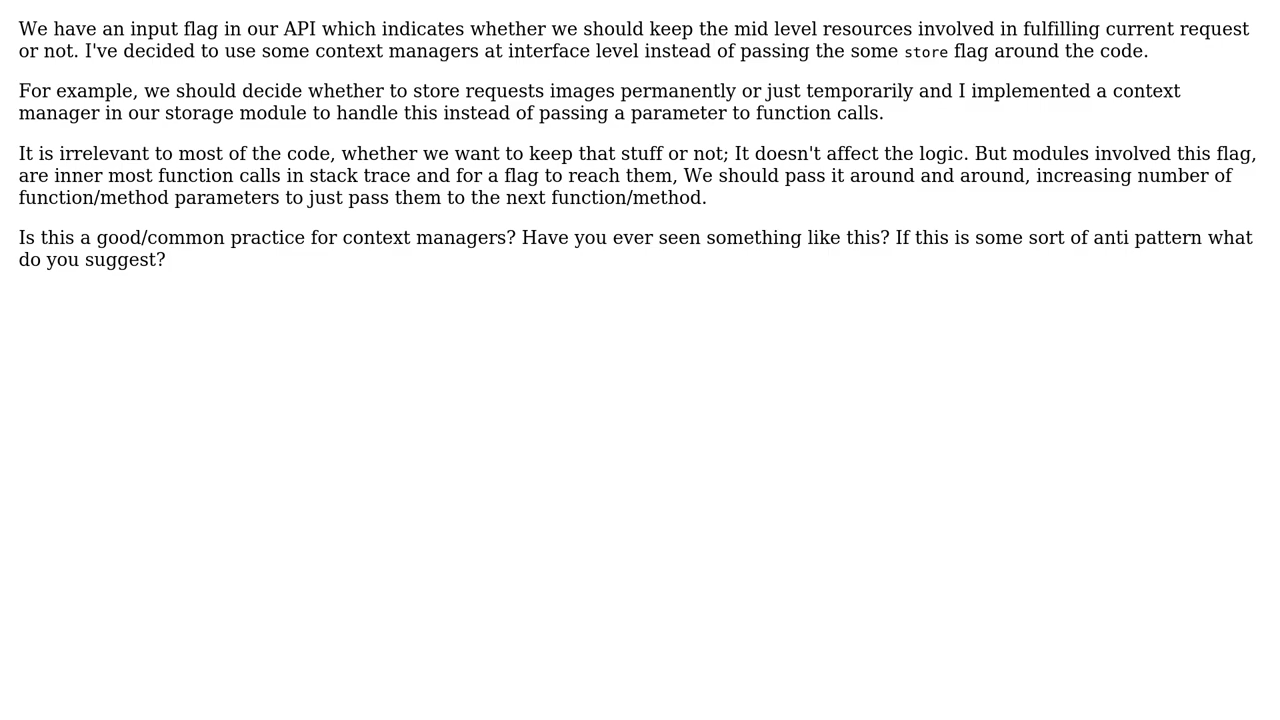 We have an input flag in our API which indicates whether we should keep the mid level resources involved in fulfilling current request
or not. I've decided to use some context managers at interface level instead of passing the some store flag around the code.
For example, we should decide whether to store requests images permanently or just temporarily and I implemented a context
manager in our storage module to handle this instead of passing a parameter to function calls.
It is irrelevant to most of the code, whether we want to keep that stuff or not; It doesn't affect the logic. But modules involved this flag,
are inner most function calls in stack trace and for a flag to reach them, We should pass it around and around, increasing number of
function/method parameters to just pass them to the next function/method.
Is this a good/common practice for context managers? Have you ever seen something like this? If this is some sort of anti pattern what
do you suggest?